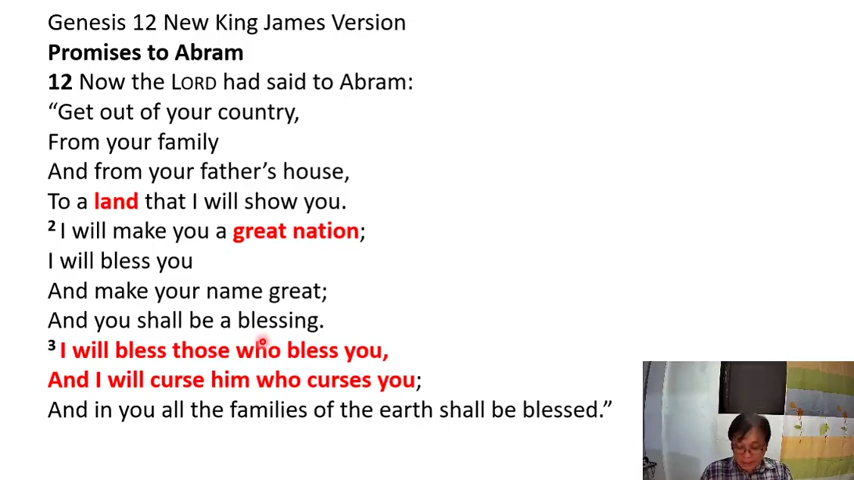 Genesis 12 New King James Version
Promises to Abram
12 Now the LORD had said to Abram:
“Get out of your country,
From your family
And from your father’s house,
To a land that I will show you.
2 I will make you a great nation;
I will bless you
And make your name great;
And you shall be a blessing.
3 I will bless those who bless you,
And I will curse him who curses you;
And in you all the families of the earth shall be blessed.”